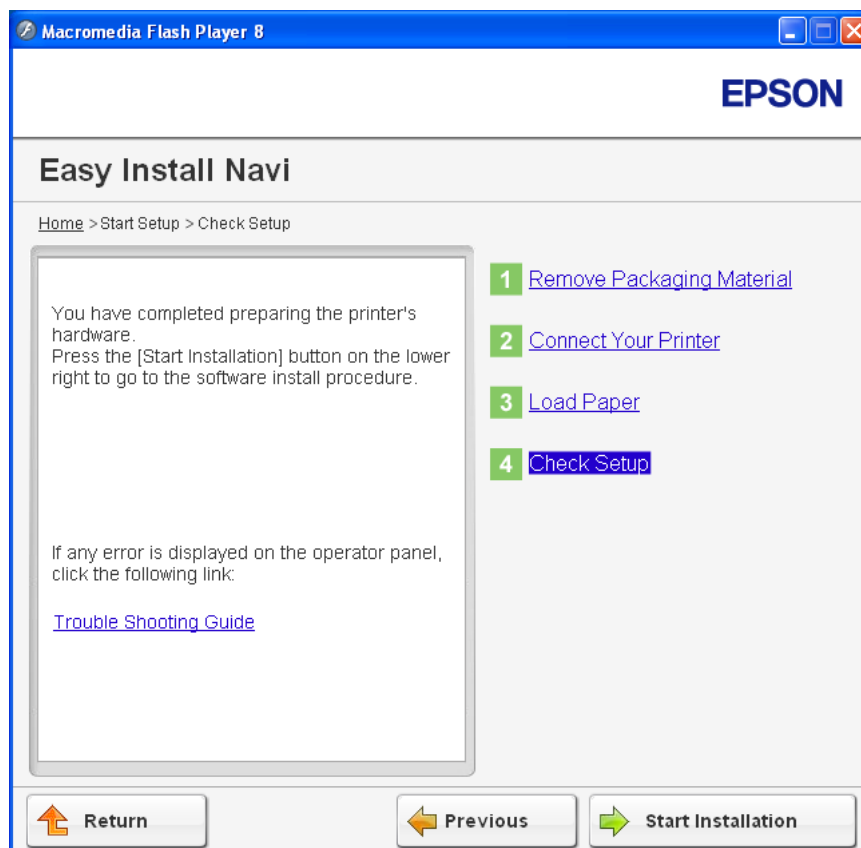 Macromedia Flash Player 8
EPSON
Easy Install Navi
Home > Start Setup > Check Setup
You have completed preparing the printer's
hardware.
Press the [Start Installation] button on the lower
right to go to the software install procedure.
If any error is displayed on the operator panel,
click the following link:
Trouble Shooting Guide
1 Remove Packaging Material
2 Connect Your Printer
3 Load Paper
4 Check Setup
Return
Previous
Start Installation